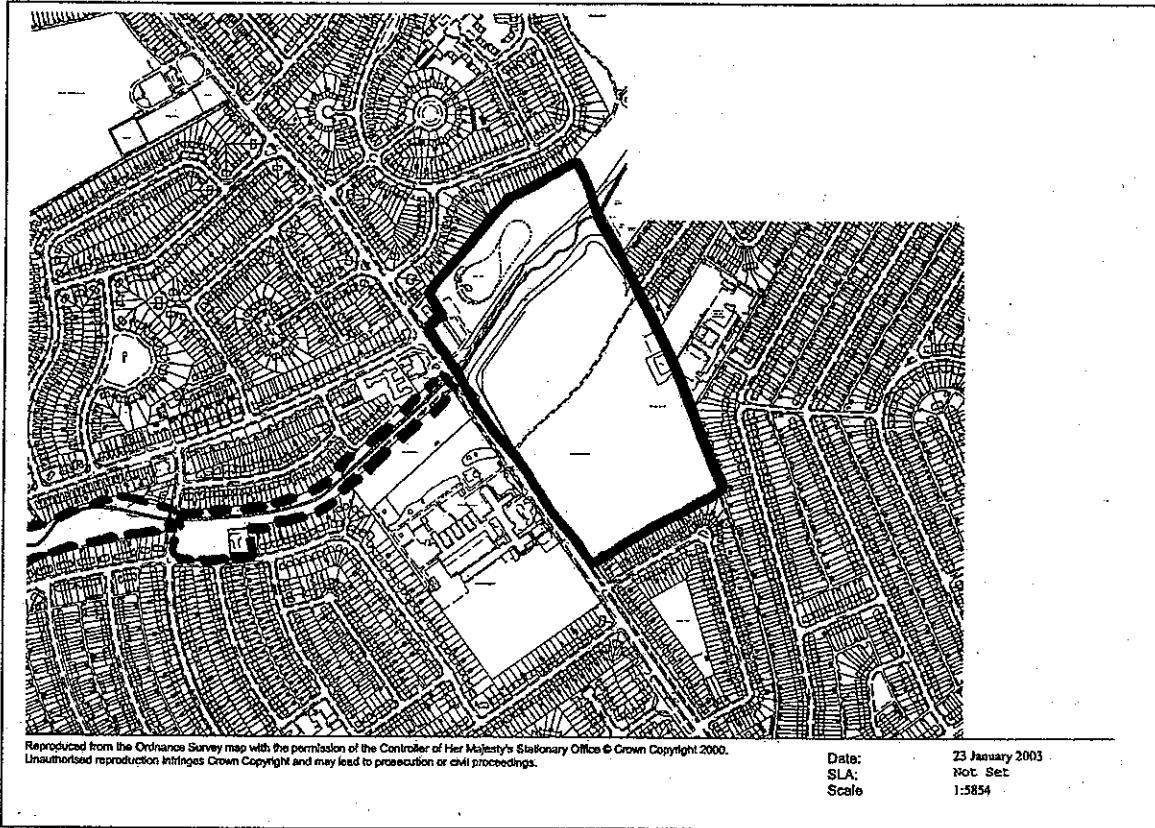 Reproduced from the Ordnance Survey map with the permission of the Controller of Her Majesty's Stationary Office © Crown Copyright 2000.
Unauthorised reproduction infringes Crown Copyright and may lead to prosecution or civil proceedings.
Date: 23 January 2003
SLA: Not Set
Scale 1:5854